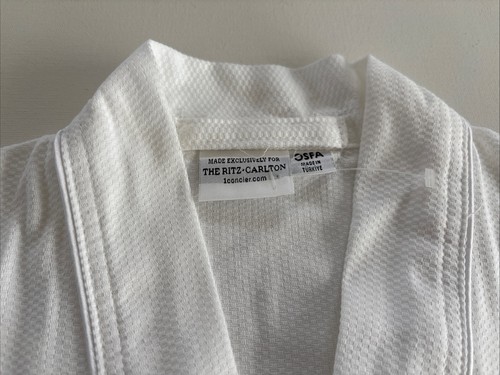 MADE EXCLUSIVELY FOR
THE RITZ-CARLTON
1concier.com
OSFA
MADE IN
TURKIYE